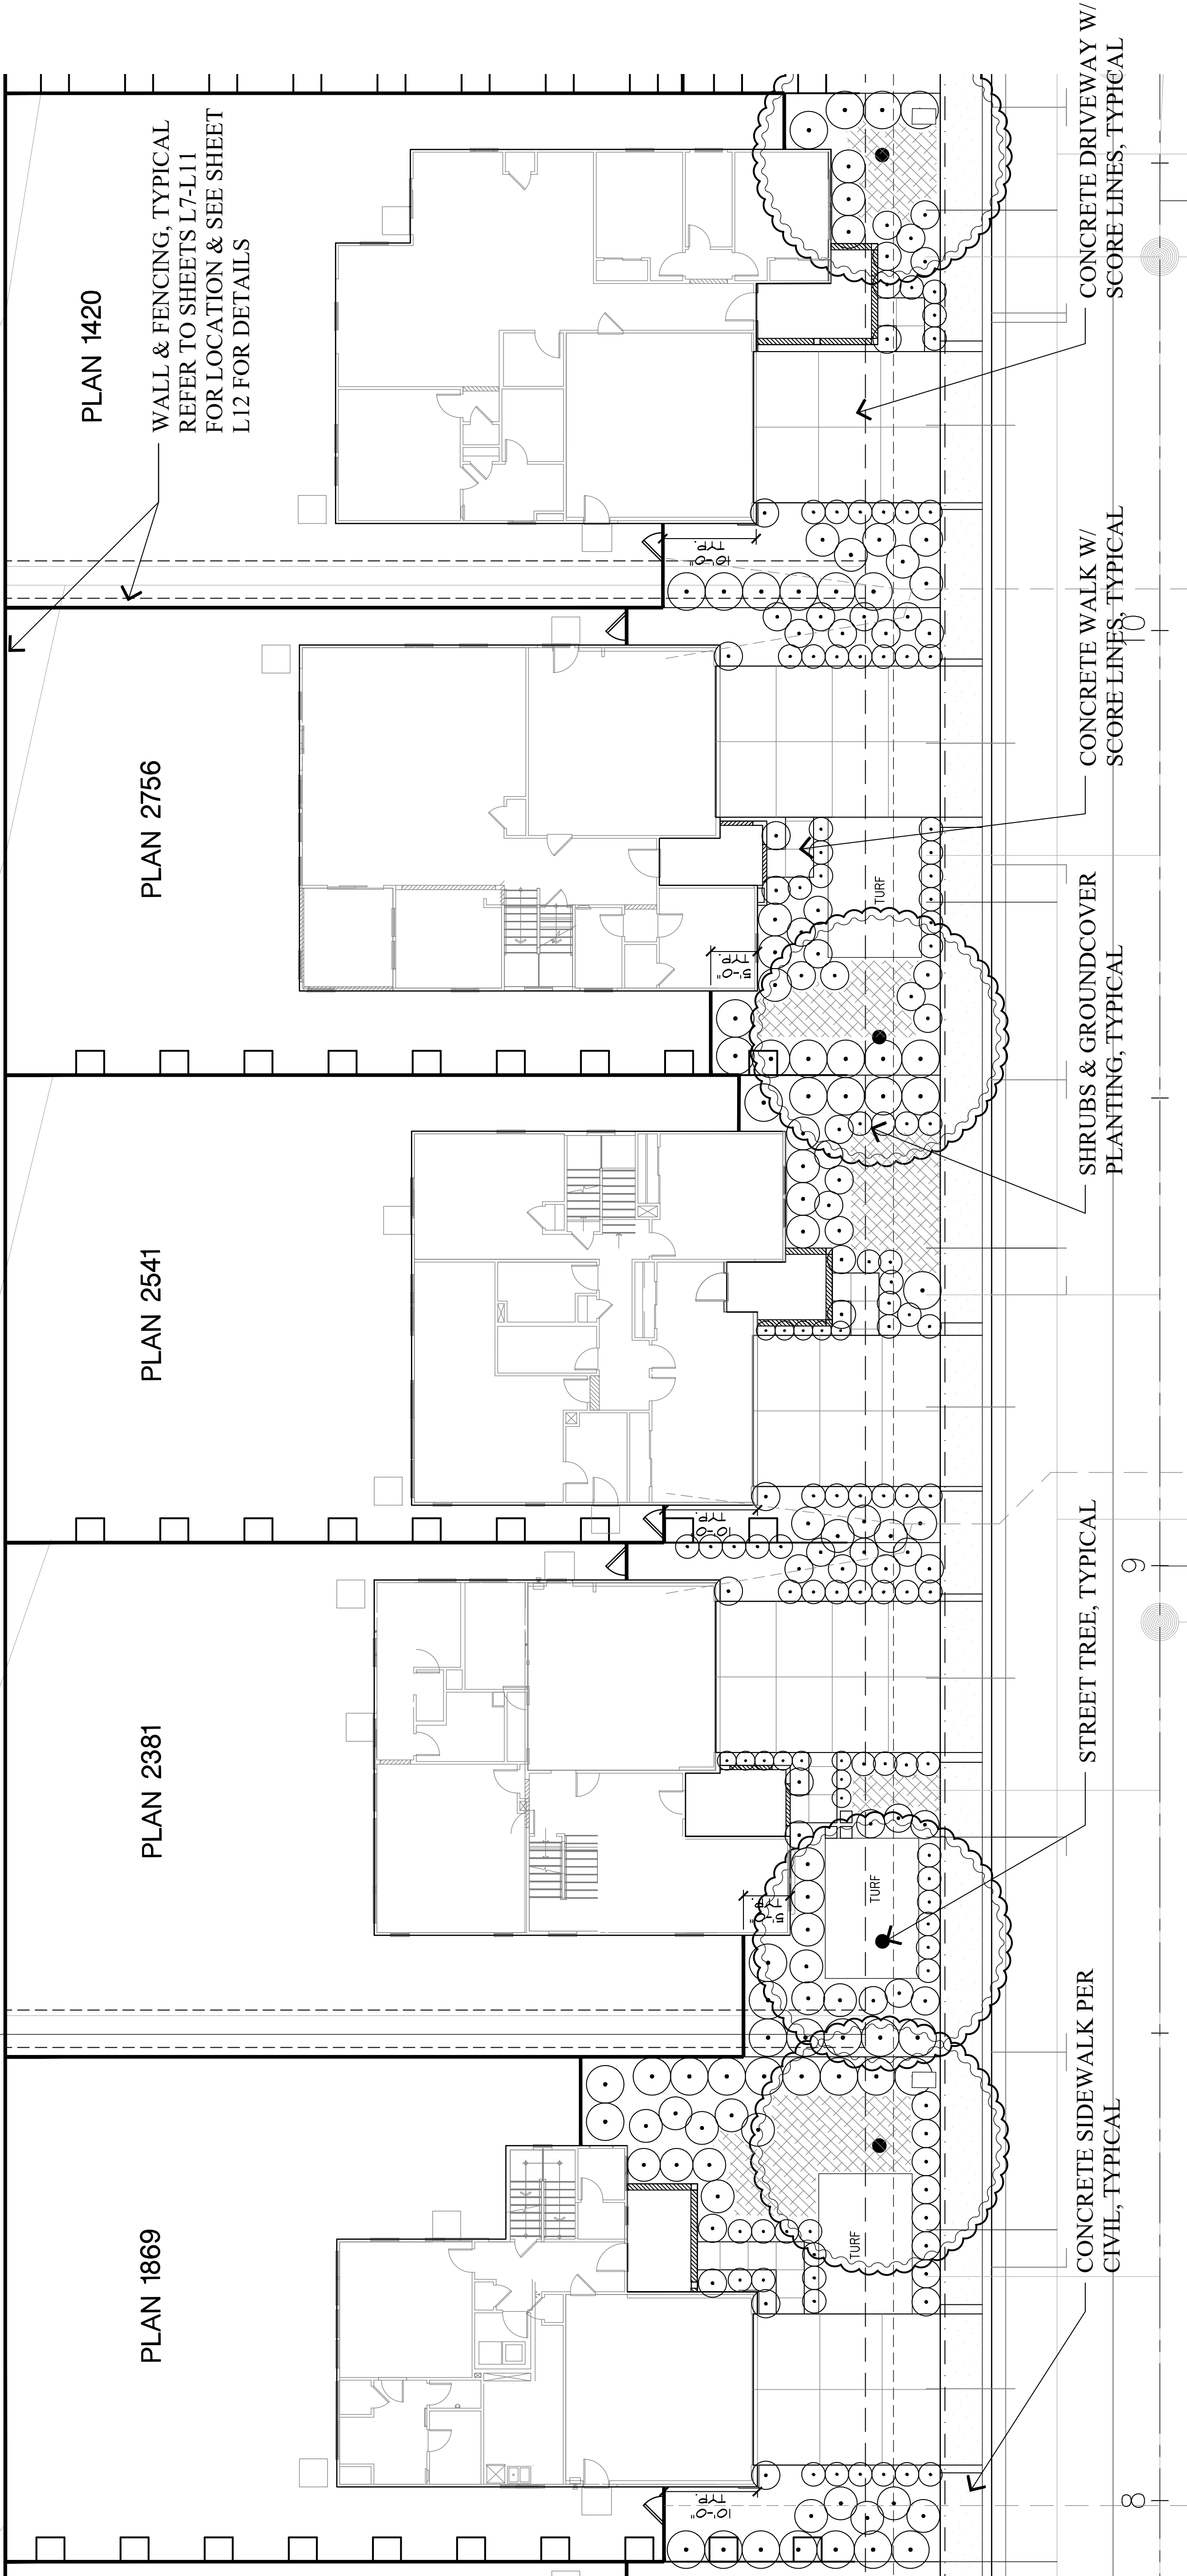 PLAN 1869
PLAN 2381
PLAN 2541
PLAN 2756
PLAN 1420
WALL & FENCING, TYPICAL
REFER TO SHEETS L7-L11
FOR LOCATION & SEE SHEET
L12 FOR DETAILS
10'-0"
TYP.
5'-0"
TYP.
10'-0"
TYP.
5'-0"
TYP.
10'-0"
TYP.
TURF
TURF
TURF
CONCRETE SIDEWALK PER
CIVIL, TYPICAL
STREET TREE, TYPICAL
SHRUBS & GROUNDCOVER
PLANTING, TYPICAL
CONCRETE WALK W/
SCORE LINES, TYPICAL
CONCRETE DRIVEWAY W/
SCORE LINES, TYPICAL
8
9
10